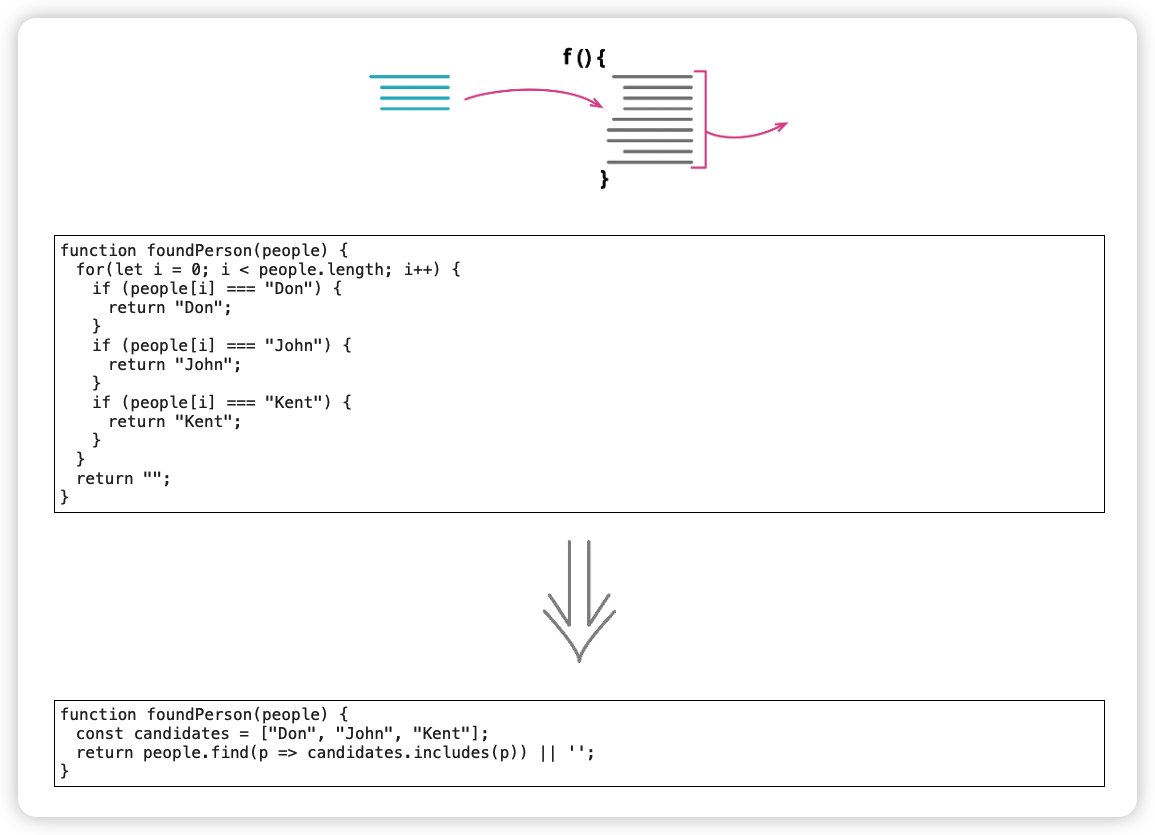 f () {
}
function foundPerson(people) {
  for(let i = 0; i < people.length; i++) {
    if (people[i] === "Don") {
      return "Don";
    }
    if (people[i] === "John") {
      return "John";
    }
    if (people[i] === "Kent") {
      return "Kent";
    }
  }
  return "";
}
function foundPerson(people) {
  const candidates = ["Don", "John", "Kent"];
  return people.find(p => candidates.includes(p)) || '';
}